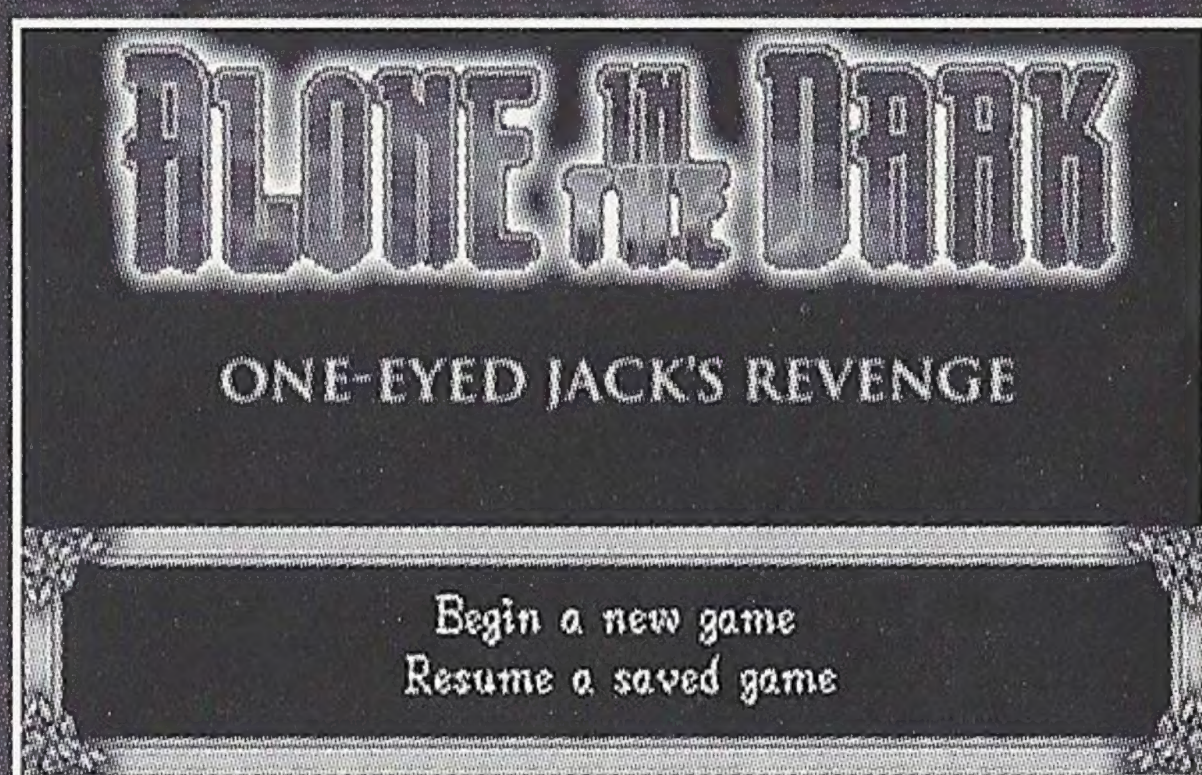 ALONE IN THE DARK
ONE-EYED JACK'S REVENGE
Begin a new game
Resume a saved game